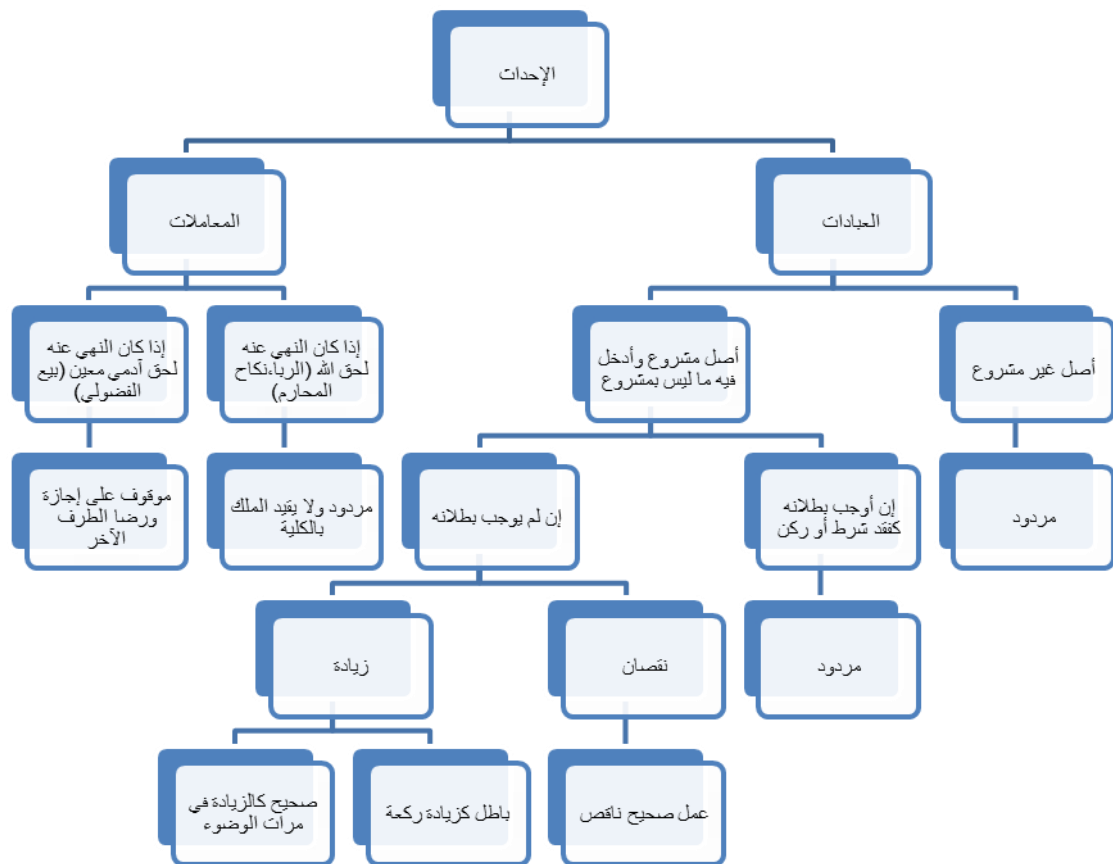 الإحداث
العبادات
المعاملات
أصل غير مشروع
أصل مشروع وأدخل
فيه ما ليس بمشروع
إذا كان النهي عنه
لحق الله (الربا،نكاح
المحارم)
إذا كان النهي عنه
لحق آدمي معين (بيع
الفضولي)
مردود
إن أوجب بطلانه
كفقد شرط أو ركن
إن لم يوجب بطلانه
مردود ولا يفيد الملك
بالكلية
موقوف على إجازة
ورضا الطرف
الآخر
مردود
نقصان
زيادة
عمل صحيح ناقص
باطل كزيادة ركعة
صحيح كالزيادة في
مرات الوضوء